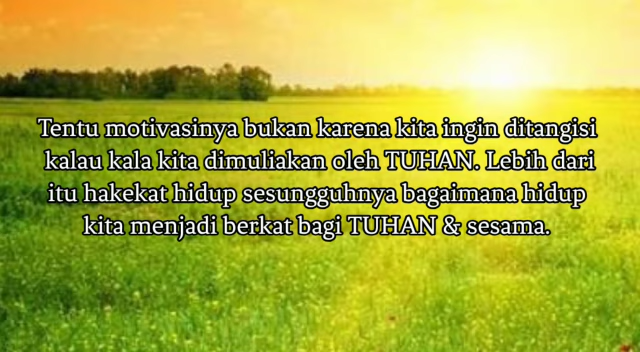 Tentu motivasinya bukan karena kita ingin ditangisi
kalau kala kita dimuliakan oleh TUHAN. Lebih dari
itu hakekat hidup sesungguhnya bagaimana hidup
kita menjadi berkat bagi TUHAN & sesama.